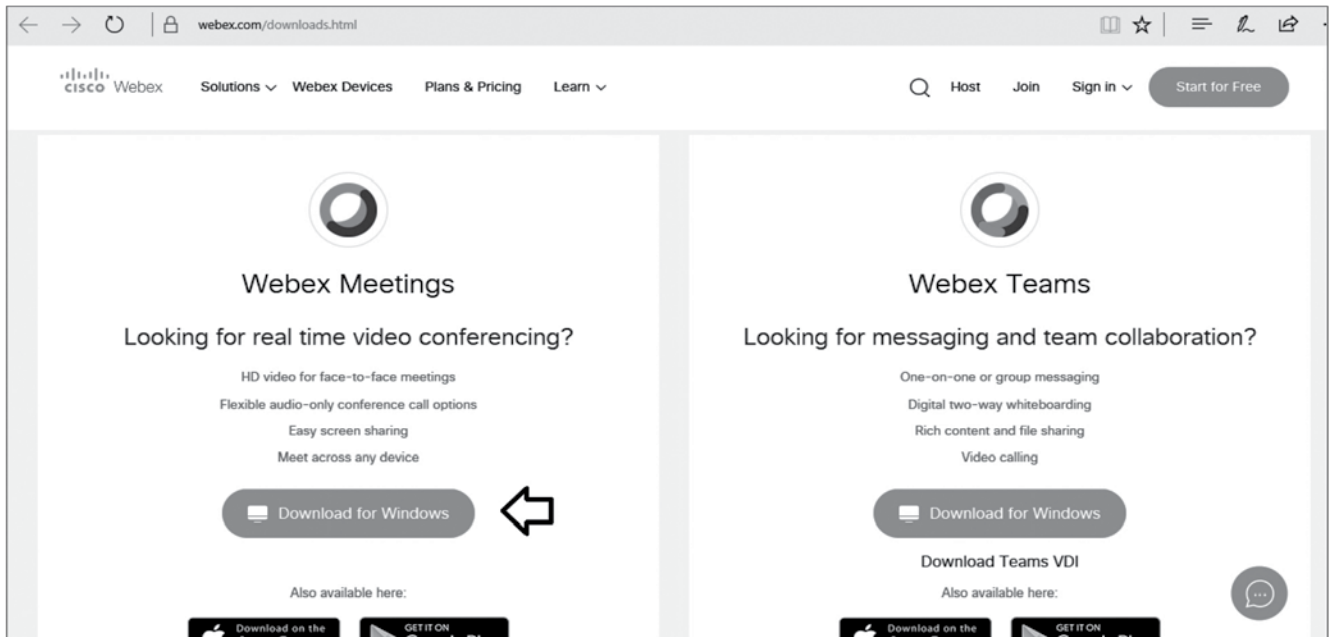 webex.com/downloads.html
cisco Webex Solutions Webex Devices Plans & Pricing Learn Host Join Sign in Start for Free
Webex Meetings
Looking for real time video conferencing?
HD video for face-to-face meetings
Flexible audio-only conference call options
Easy screen sharing
Meet across any device
Download for Windows
Also available here:
Download on the
GET IT ON
Webex Teams
Looking for messaging and team collaboration?
One-on-one or group messaging
Digital two-way whiteboarding
Rich content and file sharing
Video calling
Download for Windows
Download Teams VDI
Also available here:
Download on the
GET IT ON